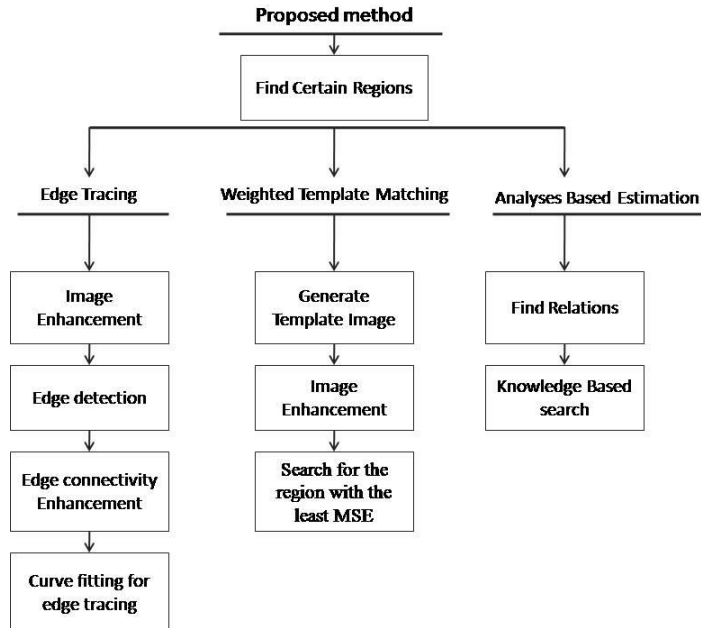 Proposed method
Find Certain Regions
Edge Tracing
Weighted Template Matching
Analyses Based Estimation
Image
Enhancement
Edge detection
Edge connectivity
Enhancement
Curve fitting for
edge tracing
Generate
Template Image
Image
Enhancement
Search for the
region with the
least MSE
Find Relations
Knowledge Based
search